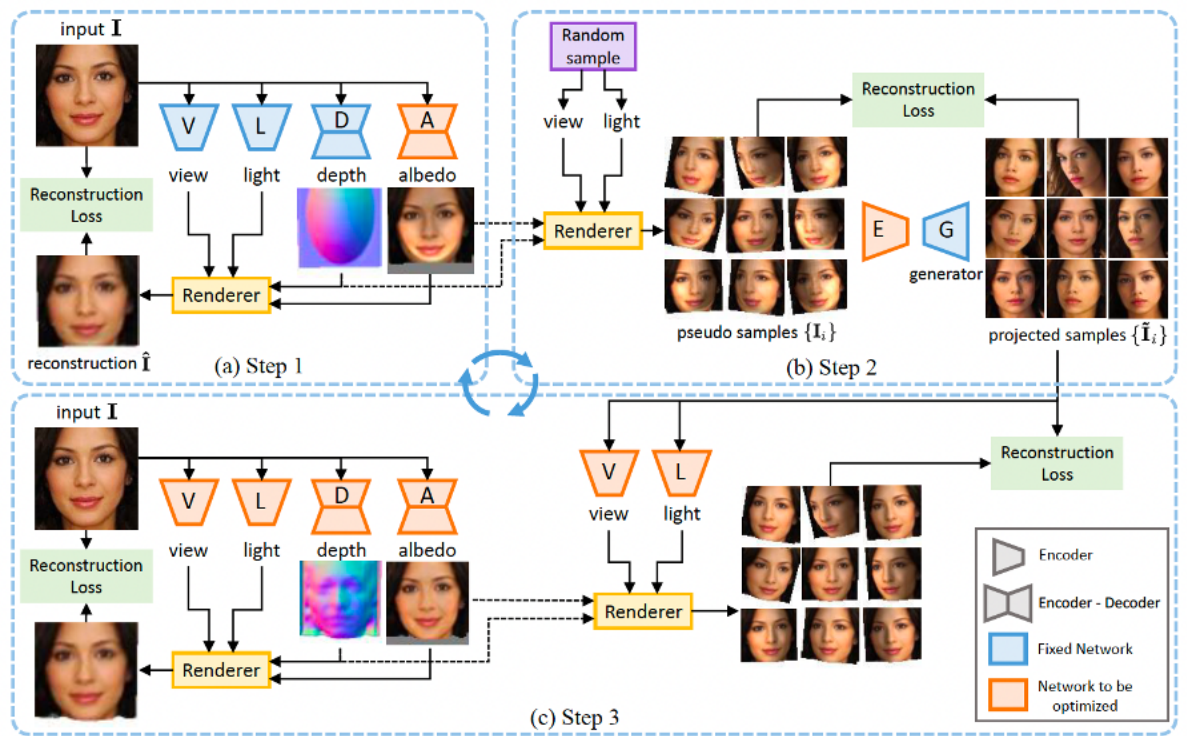 input I
V
L
D
A
view
light
depth
albedo
Reconstruction
Loss
Renderer
reconstruction Î
(a) Step 1
Random
sample
view
light
Renderer
Reconstruction
Loss
E
G
generator
pseudo samples {Iᵢ}
projected samples {Ĩᵢ}
(b) Step 2
input I
V
L
D
A
view
light
depth
albedo
Reconstruction
Loss
Renderer
V
L
view
light
Renderer
Reconstruction
Loss
(c) Step 3
Encoder
Encoder - Decoder
Fixed Network
Network to be
optimized